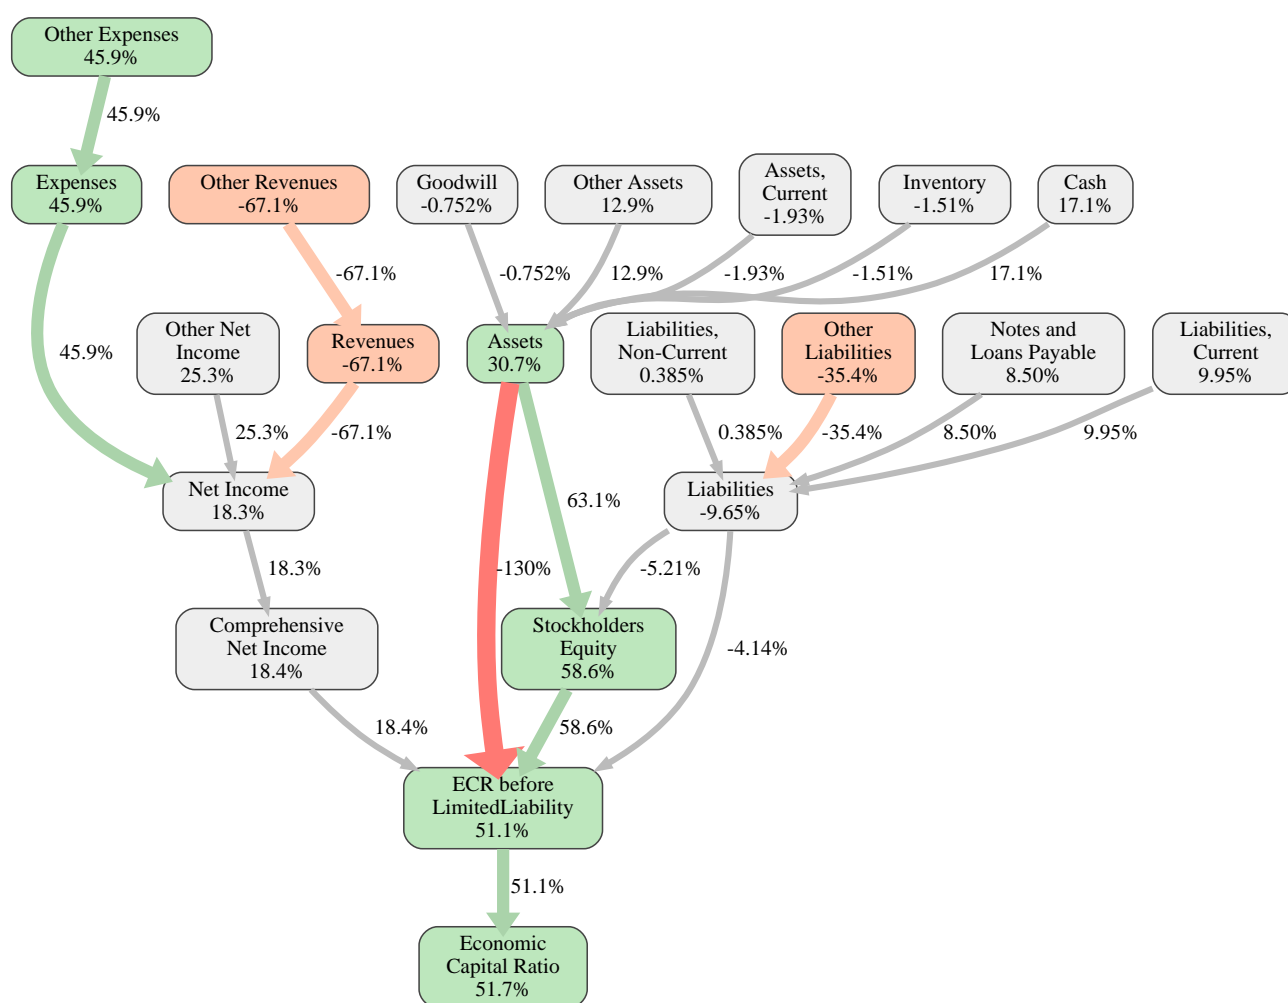 Other Expenses
45.9%
45.9%
Expenses
45.9%
Other Revenues
-67.1%
Goodwill
-0.752%
Other Assets
12.9%
Assets,
Current
-1.93%
Inventory
-1.51%
Cash
17.1%
-67.1%
-0.752%
12.9%
-1.93%
-1.51%
17.1%
45.9%
Other Net
Income
25.3%
Revenues
-67.1%
Assets
30.7%
Liabilities,
Non-Current
0.385%
Other
Liabilities
-35.4%
Notes and
Loans Payable
8.50%
Liabilities,
Current
9.95%
25.3%
-67.1%
0.385%
-35.4%
8.50%
9.95%
Net Income
18.3%
63.1%
Liabilities
-9.65%
18.3%
-130%
-5.21%
Comprehensive
Net Income
18.4%
Stockholders
Equity
58.6%
-4.14%
18.4%
58.6%
ECR before
LimitedLiability
51.1%
51.1%
Economic
Capital Ratio
51.7%